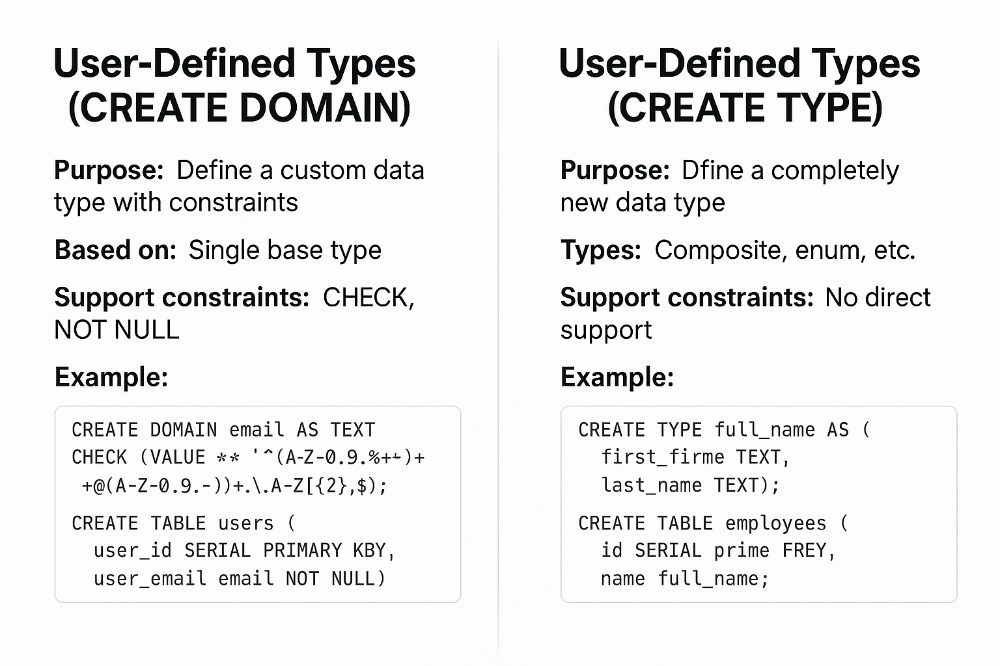 User-Defined Types
(CREATE DOMAIN)
Purpose: Define a custom data
type with constraints
Based on: Single base type
Support constraints: CHECK,
NOT NULL
Example:
CREATE DOMAIN email AS TEXT
CHECK (VALUE ** '^(A-Z-0.9.%++)+
+@(A-Z-0.9.-))+.\.A-Z[{2},$);
CREATE TABLE users (
user_id SERIAL PRIMARY KBY,
user_email email NOT NULL)
User-Defined Types
(CREATE TYPE)
Purpose: Dfine a completely
new data type
Types: Composite, enum, etc.
Support constraints: No direct
support
Example:
CREATE TYPE full_name AS (
first_firme TEXT,
last_name TEXT);
CREATE TABLE employees (
id SERIAL prime FREY,
name full_name;